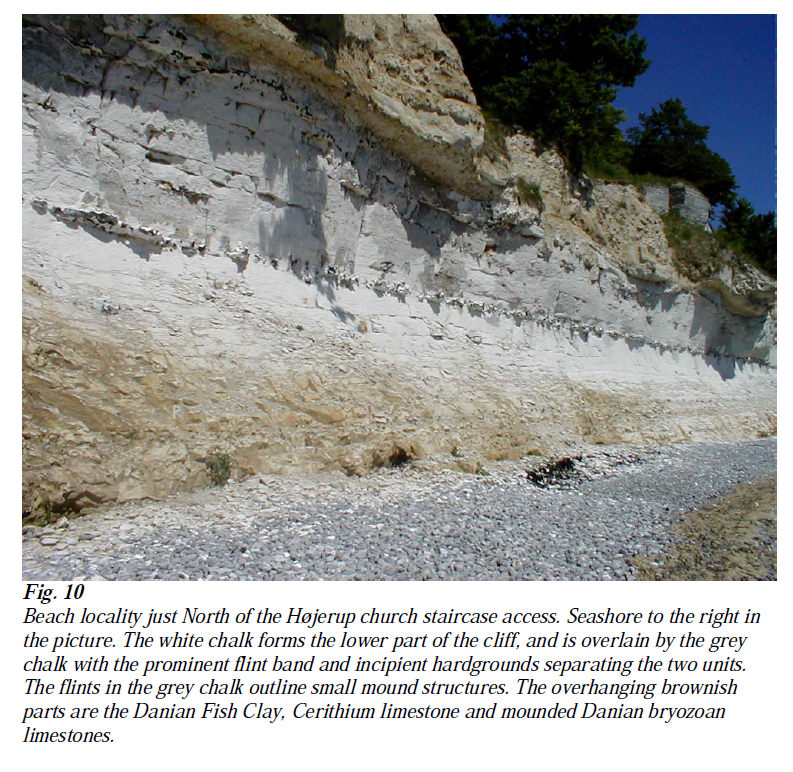 Fig. 10
Beach locality just North of the Højerup church staircase access. Seashore to the right in
the picture. The white chalk forms the lower part of the cliff, and is overlain by the grey
chalk with the prominent flint band and incipient hardgrounds separating the two units.
The flints in the grey chalk outline small mound structures. The overhanging brownish
parts are the Danian Fish Clay, Cerithium limestone and mounded Danian bryozoan
limestones.